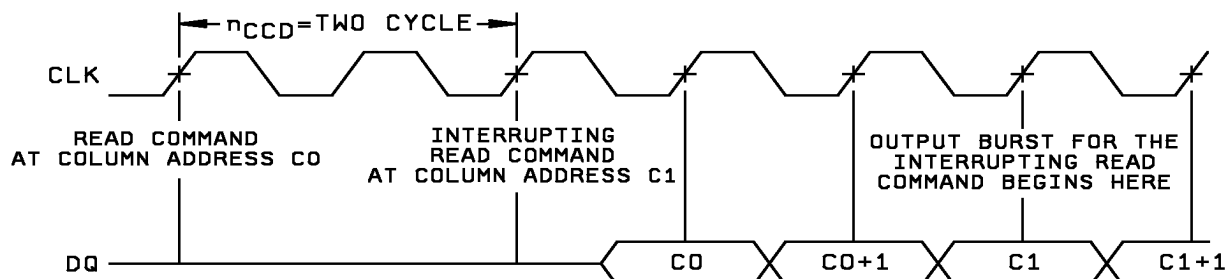 nCCD=TWO CYCLE
CLK
READ COMMAND
AT COLUMN ADDRESS C0
INTERRUPTING
READ COMMAND
AT COLUMN ADDRESS C1
OUTPUT BURST FOR THE
INTERRUPTING READ
COMMAND BEGINS HERE
DQ
C0
C0+1
C1
C1+1